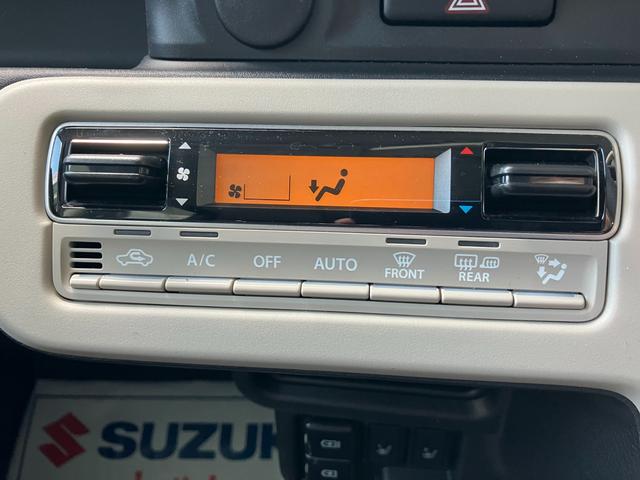 A/C OFF AUTO FRONT REAR
SUZUK